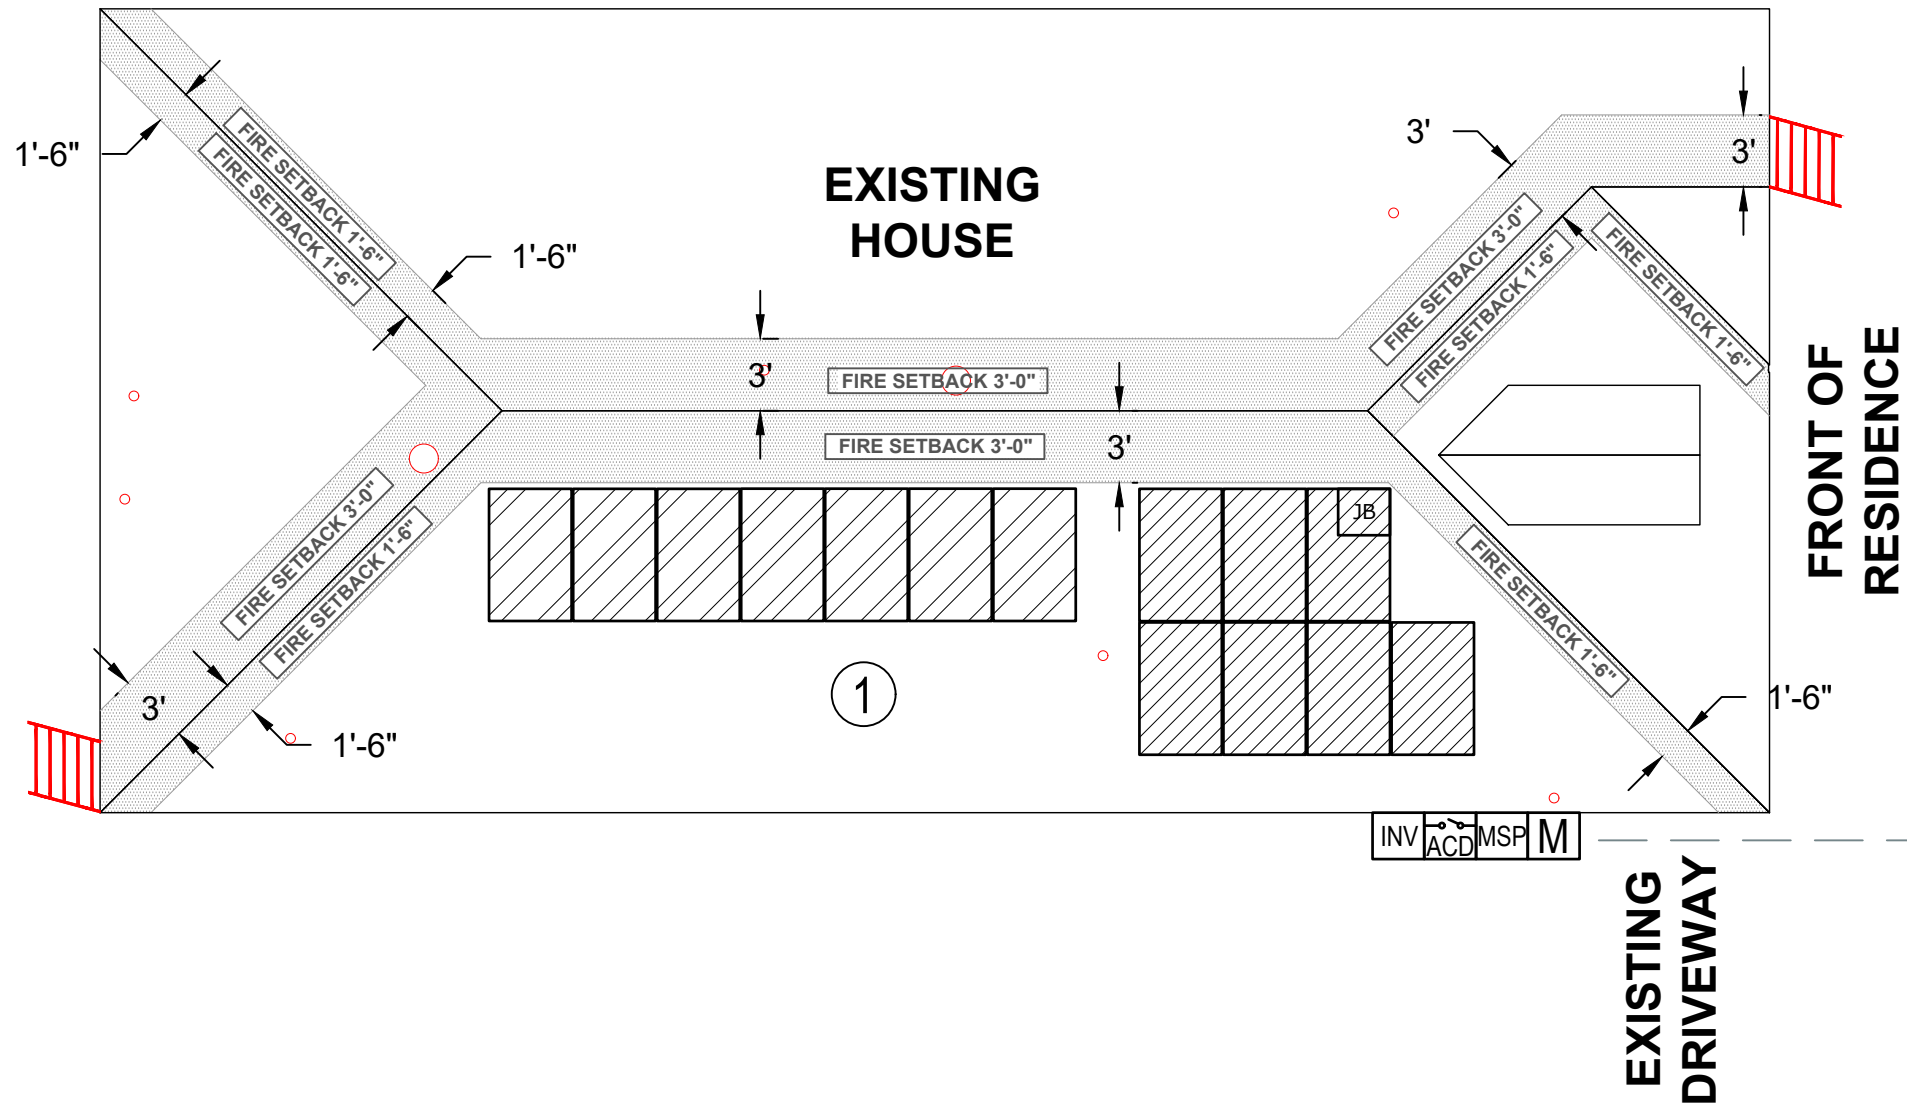 1'-6"
FIRE SETBACK 1'-6"
FIRE SETBACK 1'-6"
1'-6"
EXISTING
HOUSE
3'
3'
FIRE SETBACK 3'-0"
FIRE SETBACK 1'-6"
FIRE SETBACK 1'-6"
3'
FIRE SETBACK 3'-0"
FIRE SETBACK 3'-0"
3'
FRONT OF
RESIDENCE
FIRE SETBACK 3'-0"
FIRE SETBACK 1'-6"
JB
FIRE SETBACK 1'-6"
3'
1'-6"
1
1'-6"
INV
ACD
MSP
M
EXISTING
DRIVEWAY